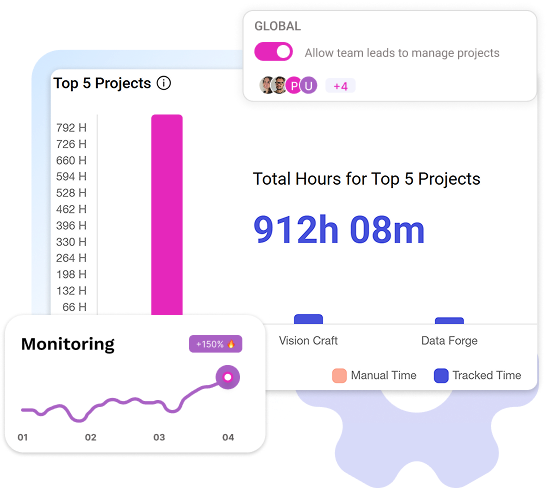 GLOBAL
Allow team leads to manage projects
P U +4
Top 5 Projects
792 H
726 H
660 H
594 H
528 H
462 H
396 H
330 H
264 H
198 H
132 H
66 H
Total Hours for Top 5 Projects
912h 08m
Vision Craft Data Forge
Manual Time Tracked Time
Monitoring +150%
01 02 03 04